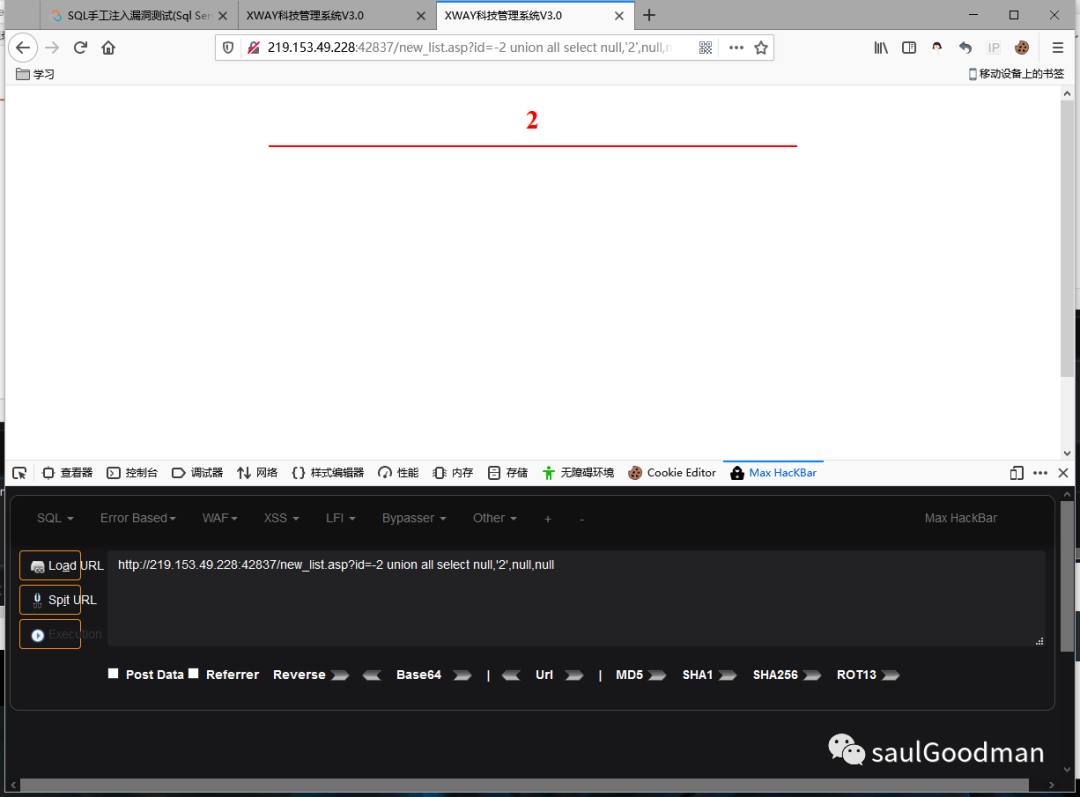 SQL手工注入漏洞测试(Sql Ser
XWAY科技管理系统V3.0
XWAY科技管理系统V3.0
219.153.49.228:42837/new_list.asp?id=-2 union all select null,'2',null,n
IP
学习
移动设备上的书签
2
查看器 控制台 调试器 网络 样式编辑器 性能 内存 存储 无障碍环境 Cookie Editor Max HacKBar
SQL Error Based WAF XSS LFI Bypasser Other + - Max HackBar
Load URL
http://219.153.49.228:42837/new_list.asp?id=-2 union all select null,'2',null,null
Split URL
Execution
Post Data Referrer Reverse Base64 | Url | MD5 SHA1 SHA256 ROT13
saulGoodman